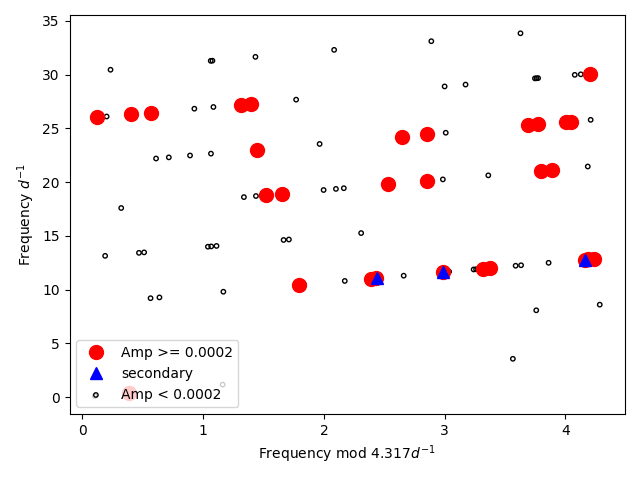 35
30
25
20
15
10
5
0
Frequency $d^{-1}$
Amp >= 0.0002
secondary
Amp < 0.0002
0 1 2 3 4
Frequency mod 4.317$d^{-1}$